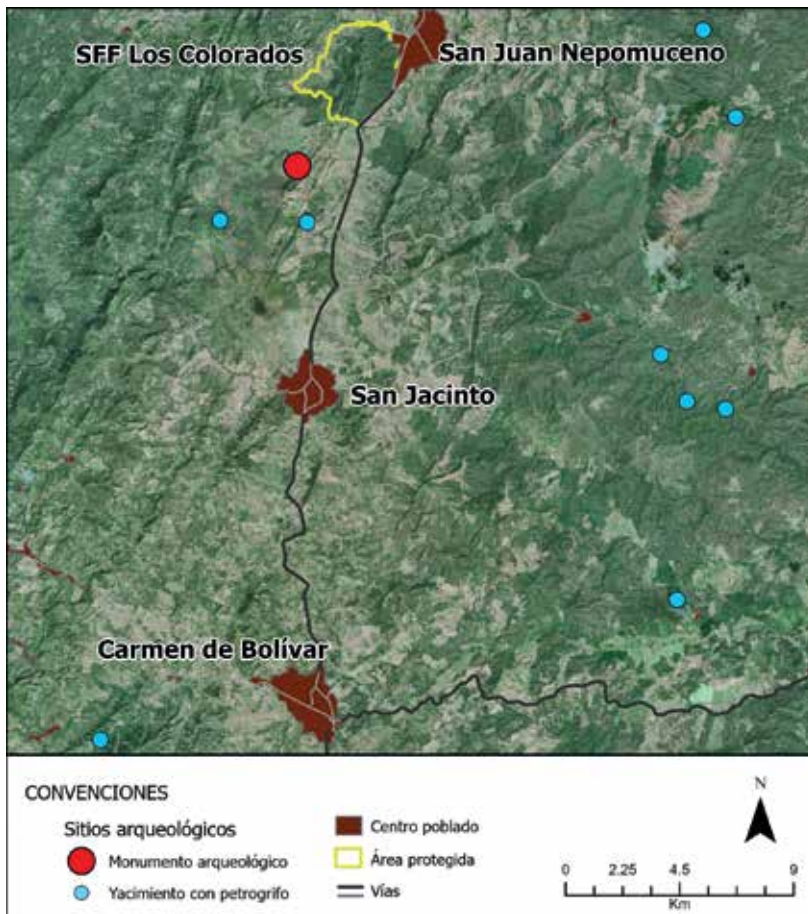 SFF Los Colorados
San Juan Nepomuceno
San Jacinto
Carmen de Bolívar
CONVENCIONES
Sitios arqueológicos
Monumento arqueológico
Yacimiento con petrogrifo
Centro poblado
Área protegida
Vías
N
0 2.25 4.5 9
Km